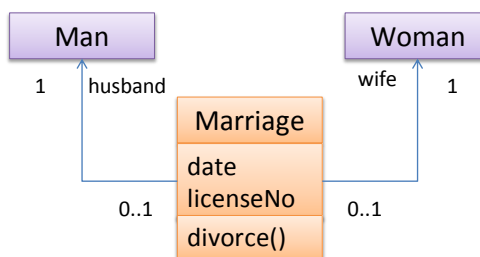 Man
Woman
1
husband
wife
1
Marriage
date
licenseNo
0..1
0..1
divorce()